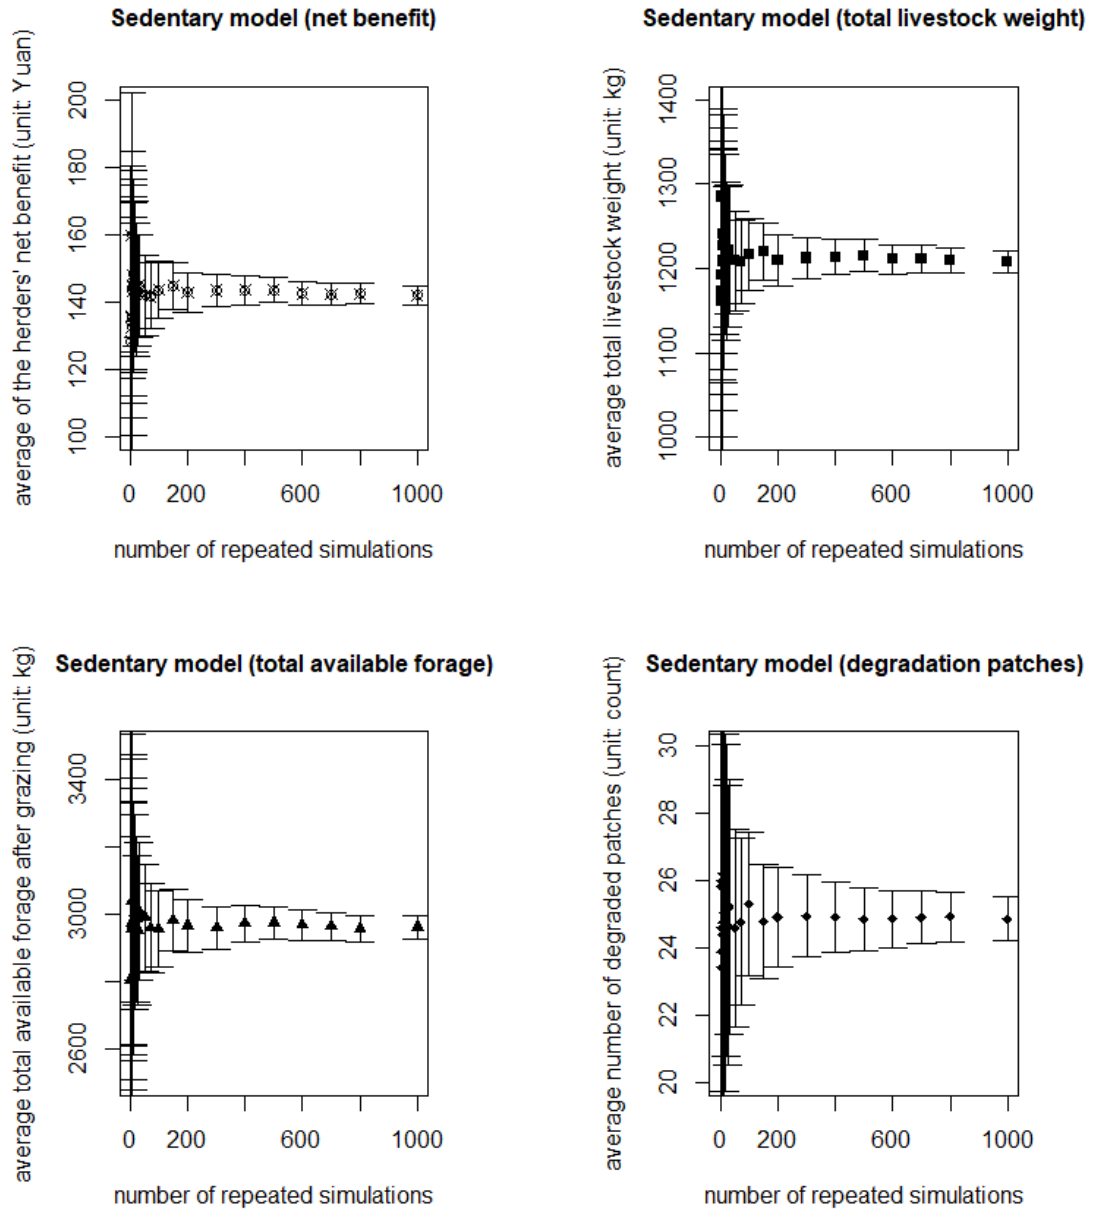 Sedentary model (net benefit)
average of the herders' net benefit (unit: Yuan)
200
180
160
140
120
100
0 200 600 1000
number of repeated simulations
Sedentary model (total livestock weight)
average total livestock weight (unit: kg)
1400
1300
1200
1100
1000
0 200 600 1000
number of repeated simulations
Sedentary model (total available forage)
average total available forage after grazing (unit: kg)
3400
3000
2600
0 200 600 1000
number of repeated simulations
Sedentary model (degradation patches)
average number of degraded patches (unit: count)
30
28
26
24
22
20
0 200 600 1000
number of repeated simulations